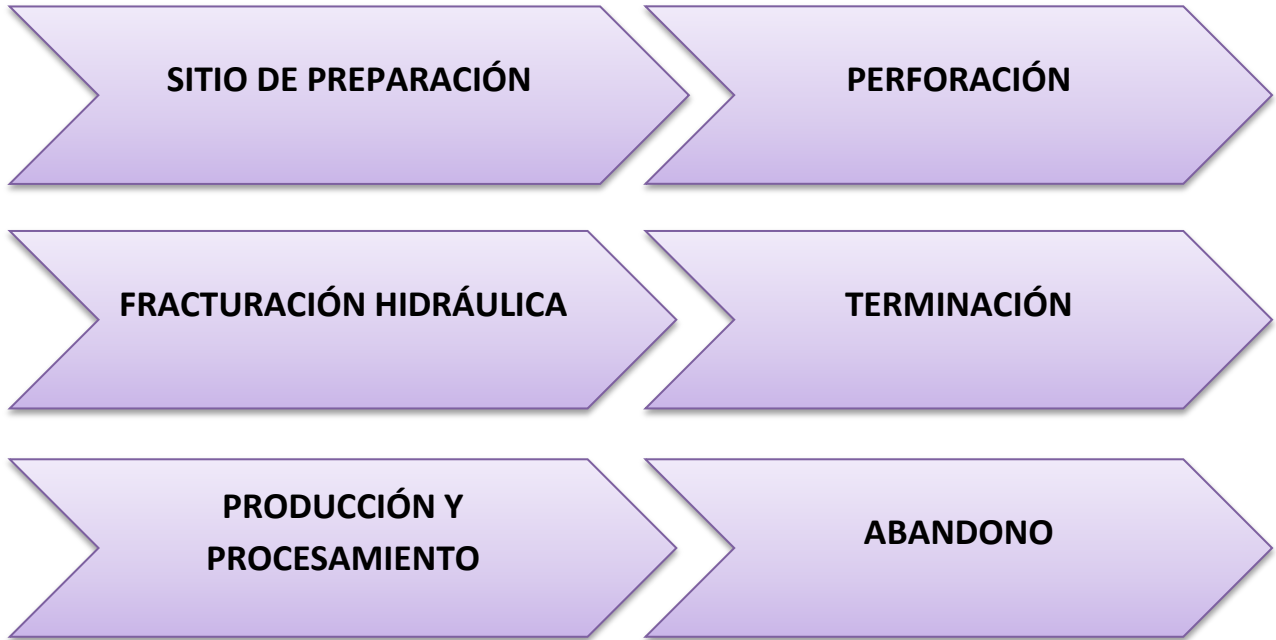 SITIO DE PREPARACIÓN
PERFORACIÓN
FRACTURACIÓN HIDRÁULICA
TERMINACIÓN
PRODUCCIÓN Y
PROCESAMIENTO
ABANDONO